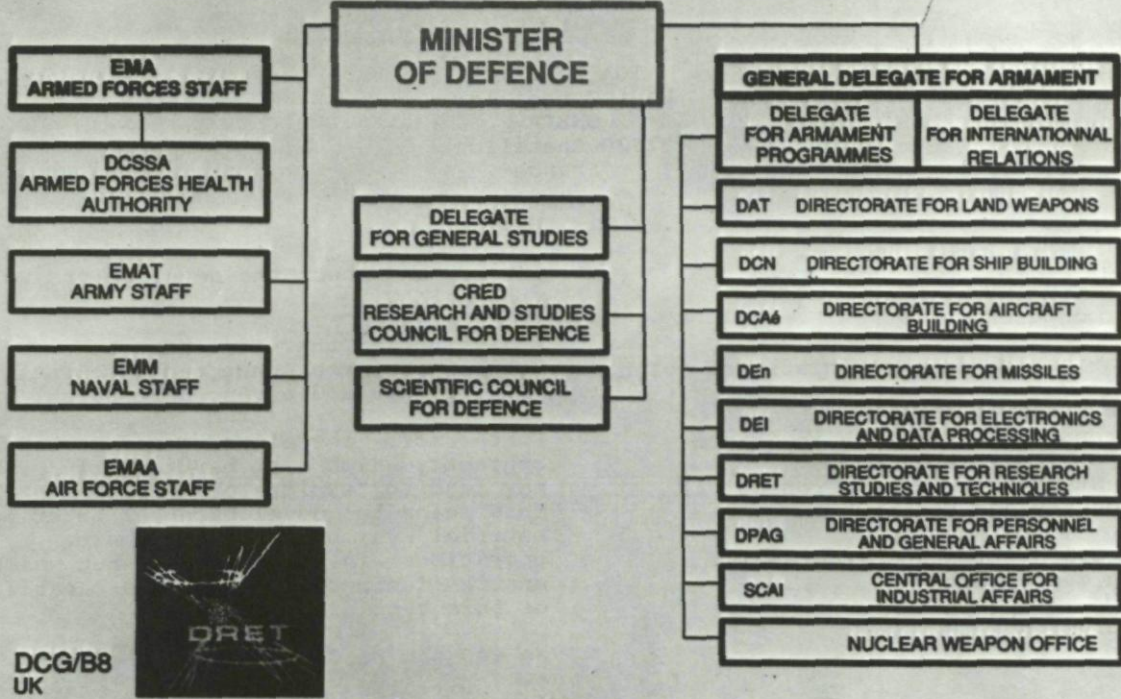 MINISTER
OF DEFENCE
EMA
ARMED FORCES STAFF
DCSSA
ARMED FORCES HEALTH
AUTHORITY
EMAT
ARMY STAFF
EMM
NAVAL STAFF
EMAA
AIR FORCE STAFF
DELEGATE
FOR GENERAL STUDIES
CRED
RESEARCH AND STUDIES
COUNCIL FOR DEFENCE
SCIENTIFIC COUNCIL
FOR DEFENCE
GENERAL DELEGATE FOR ARMAMENT
DELEGATE
FOR ARMAMENT
PROGRAMMES
DELEGATE
FOR INTERNATIONNAL
RELATIONS
DAT DIRECTORATE FOR LAND WEAPONS
DCN DIRECTORATE FOR SHIP BUILDING
DCAé DIRECTORATE FOR AIRCRAFT
BUILDING
DEn DIRECTORATE FOR MISSILES
DEI DIRECTORATE FOR ELECTRONICS
AND DATA PROCESSING
DRET DIRECTORATE FOR RESEARCH
STUDIES AND TECHNIQUES
DPAG DIRECTORATE FOR PERSONNEL
AND GENERAL AFFAIRS
SCAI CENTRAL OFFICE FOR
INDUSTRIAL AFFAIRS
NUCLEAR WEAPON OFFICE
DRET
DCG/B8
UK